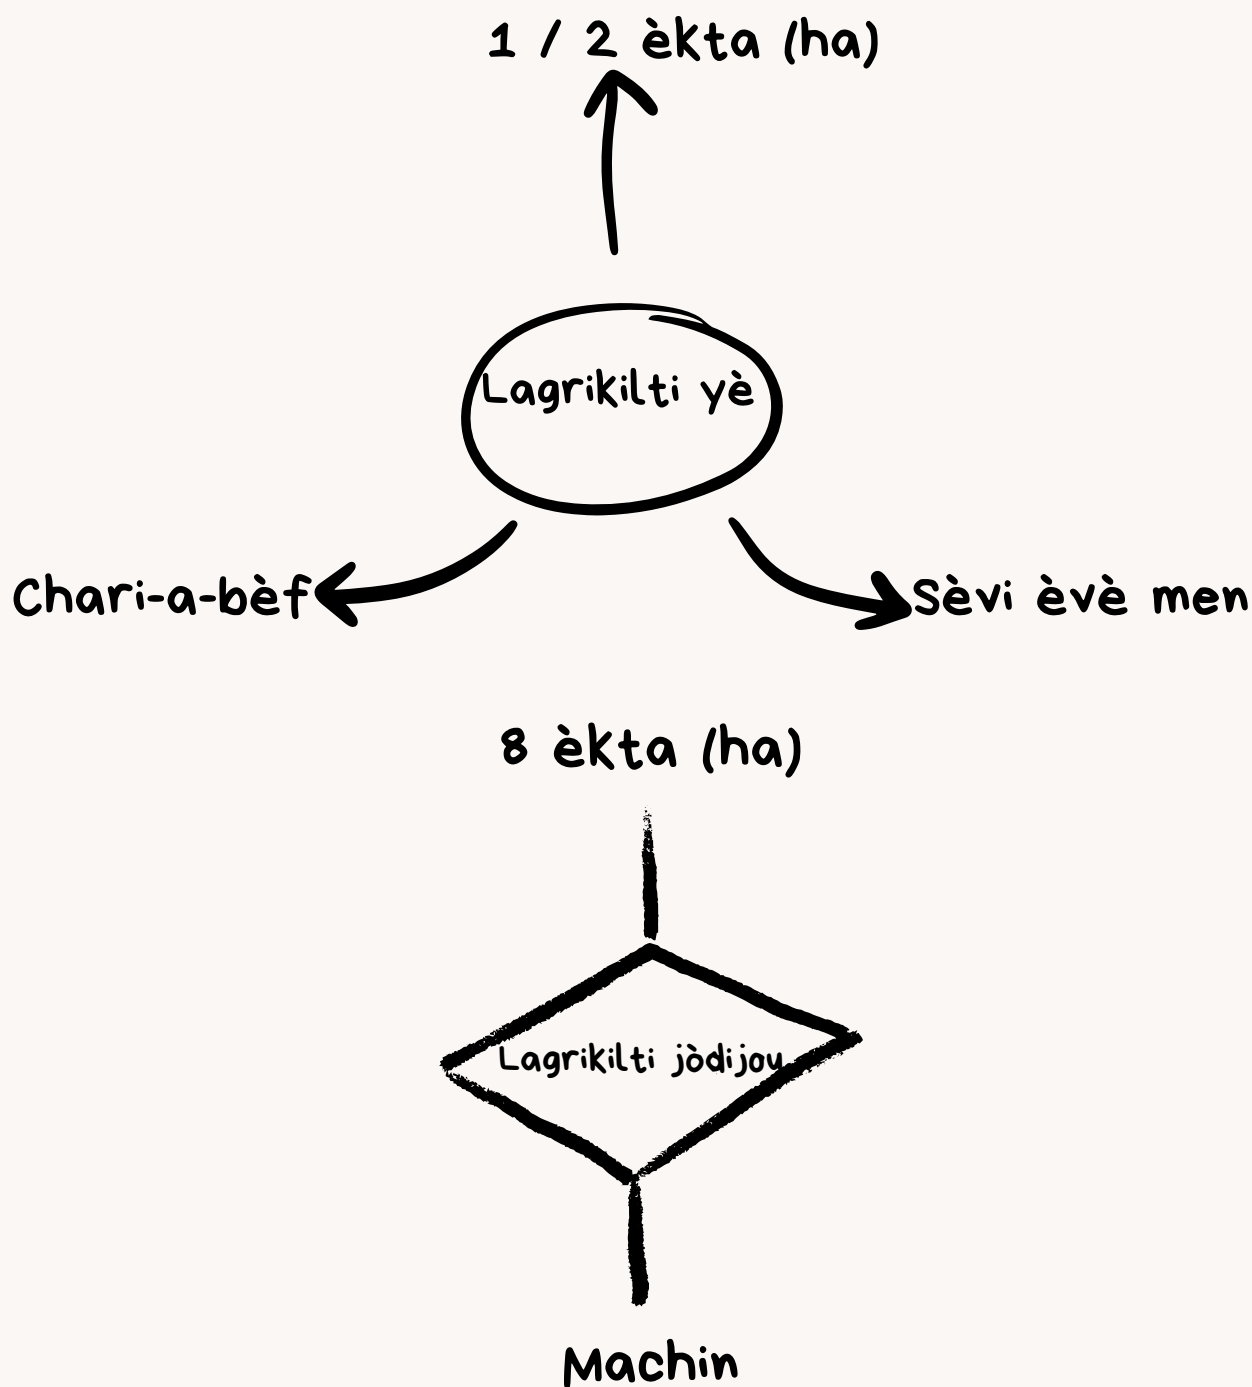 1 / 2 èkta (ha)
Lagrikilti yè
Chari-a-bèf
Sèvi èvè men
8 èkta (ha)
Lagrikilti jòdijou
Machin